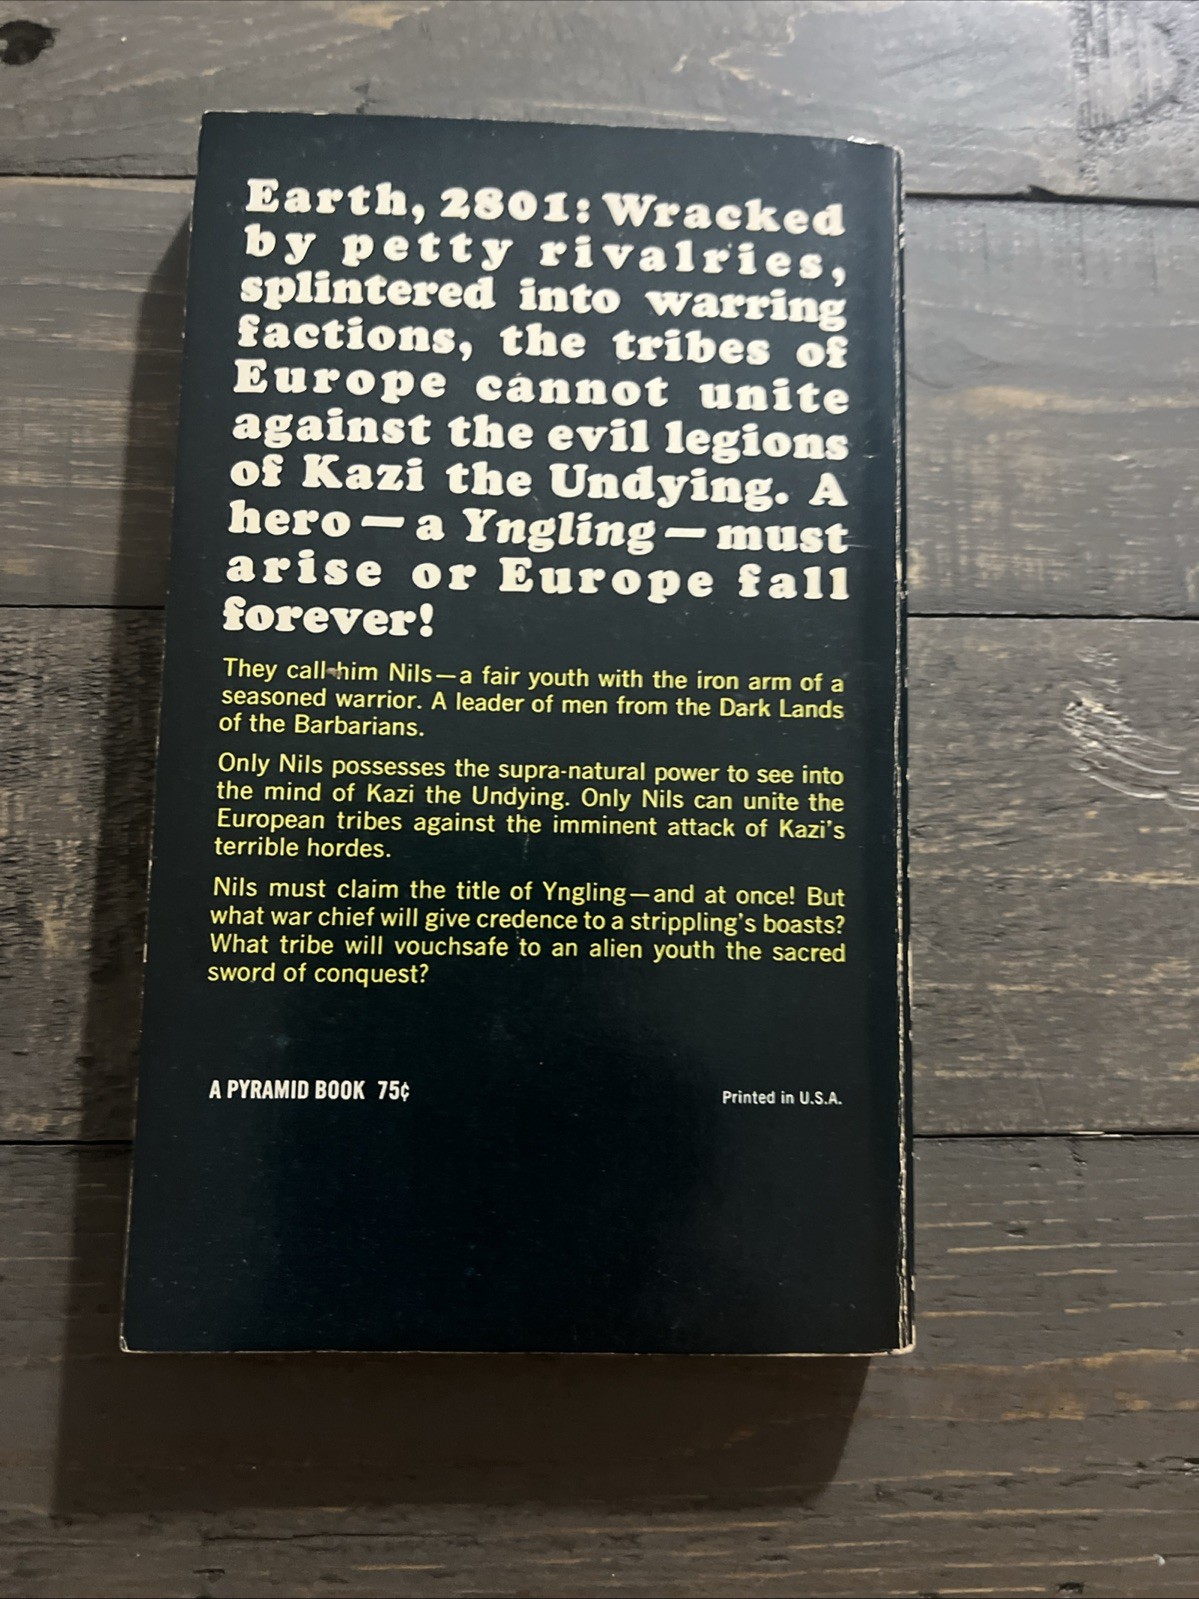 Earth, 2801: Wracked
by petty rivalries,
splintered into warring
factions, the tribes of
Europe cannot unite
against the evil legions
of Kazi the Undying. A
hero—a Yngling—must
arise or Europe fall
forever!
They call him Nils—a fair youth with the iron arm of a
seasoned warrior. A leader of men from the Dark Lands
of the Barbarians.
Only Nils possesses the supra-natural power to see into
the mind of Kazi the Undying. Only Nils can unite the
European tribes against the imminent attack of Kazi's
terrible hordes.
Nils must claim the title of Yngling—and at once! But
what war chief will give credence to a strippling's boasts?
What tribe will vouchsafe to an alien youth the sacred
sword of conquest?
A PYRAMID BOOK 75¢
Printed in U.S.A.